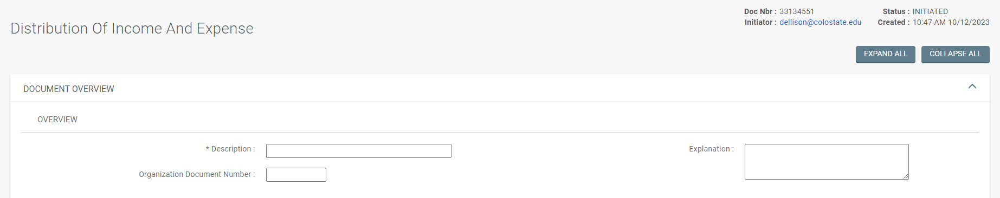 Distribution Of Income And Expense
Doc Nbr : 33134551 Status : INITIATED
Initiator : dellison@colostate.edu Created : 10:47 AM 10/12/2023
EXPAND ALL COLLAPSE ALL
DOCUMENT OVERVIEW
OVERVIEW
* Description : Explanation :
Organization Document Number :